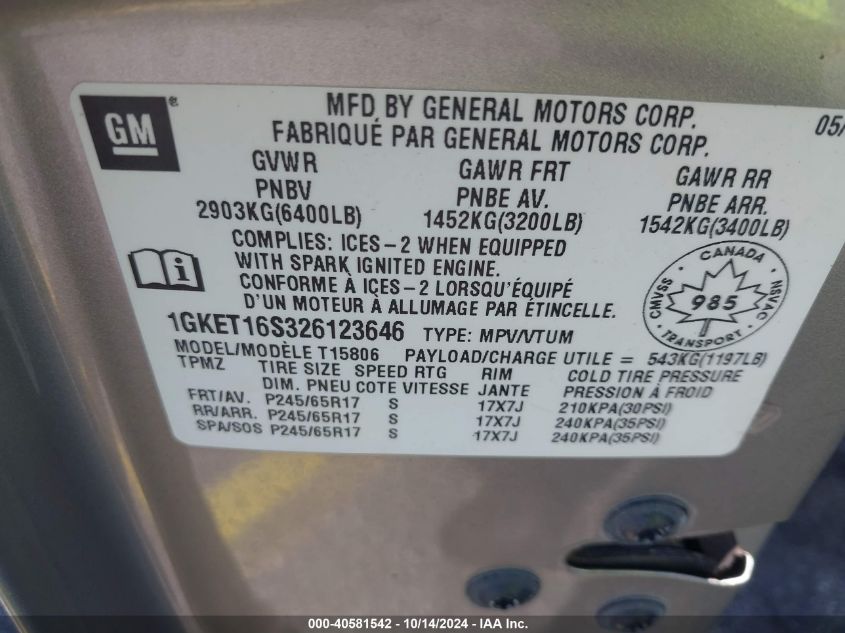 GM®
MFD BY GENERAL MOTORS CORP.
05/
FABRIQUÉ PAR GENERAL MOTORS CORP.
GVWR GAWR FRT GAWR RR
PNBV PNBE AV. PNBE ARR.
2903KG(6400LB) 1452KG(3200LB) 1542KG(3400LB)
COMPLIES: ICES-2 WHEN EQUIPPED
WITH SPARK IGNITED ENGINE.
CONFORME À ICES-2 LORSQU'ÉQUIPÉ
D'UN MOTEUR À ALLUMAGE PAR ÉTINCELLE.
CANADA
CMVSS 985 NSVAC
TRANSPORT
1GKET16S326123646 TYPE: MPV/VTUM
MODEL/MODÈLE T15806 PAYLOAD/CHARGE UTILE = 543KG(1197LB)
TPMZ TIRE SIZE SPEED RTG RIM COLD TIRE PRESSURE
DIM. PNEU COTE VITESSE JANTE PRESSION À FROID
FRT/AV. P245/65R17 S 17X7J 210KPA(30PSI)
RR/ARR. P245/65R17 S 17X7J 240KPA(35PSI)
SPA/SOS P245/65R17 S 17X7J 240KPA(35PSI)
000-40581542 - 10/14/2024 - IAA Inc.